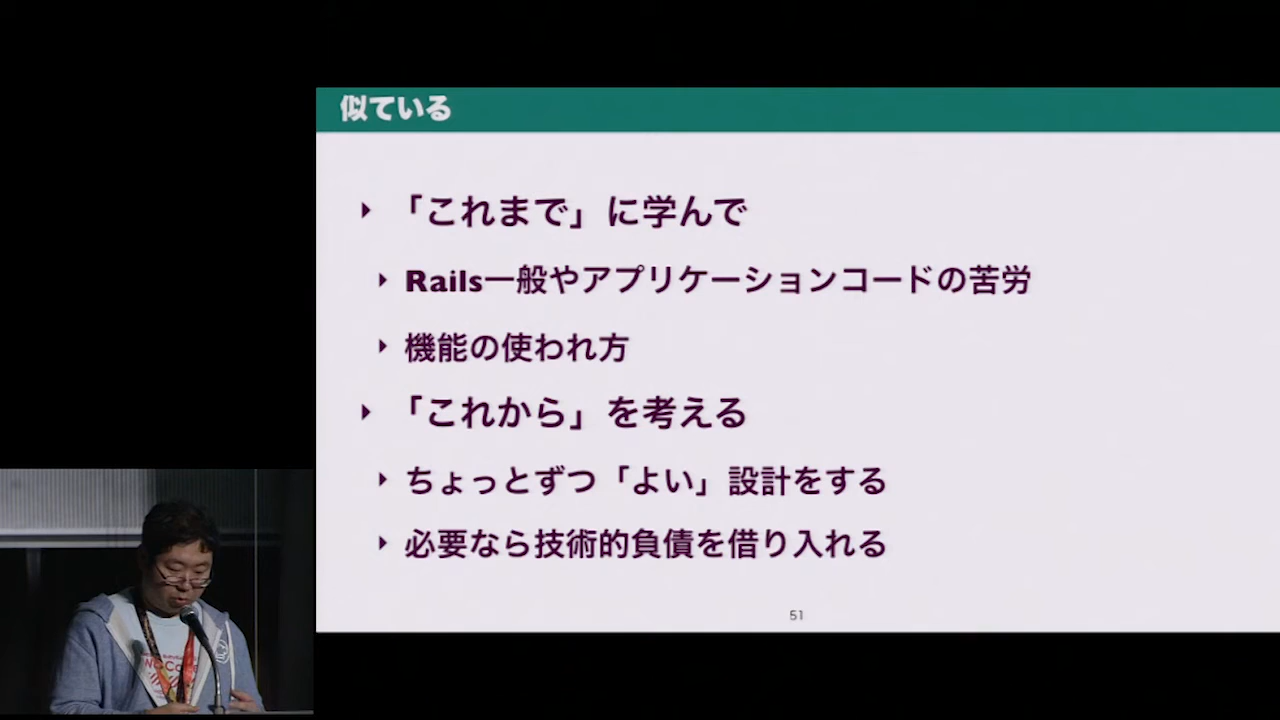 似ている
「これまで」に学んで
Rails一般やアプリケーションコードの苦労
機能の使われ方
「これから」を考える
ちょっとずつ「よい」設計をする
必要なら技術的負債を借り入れる
51